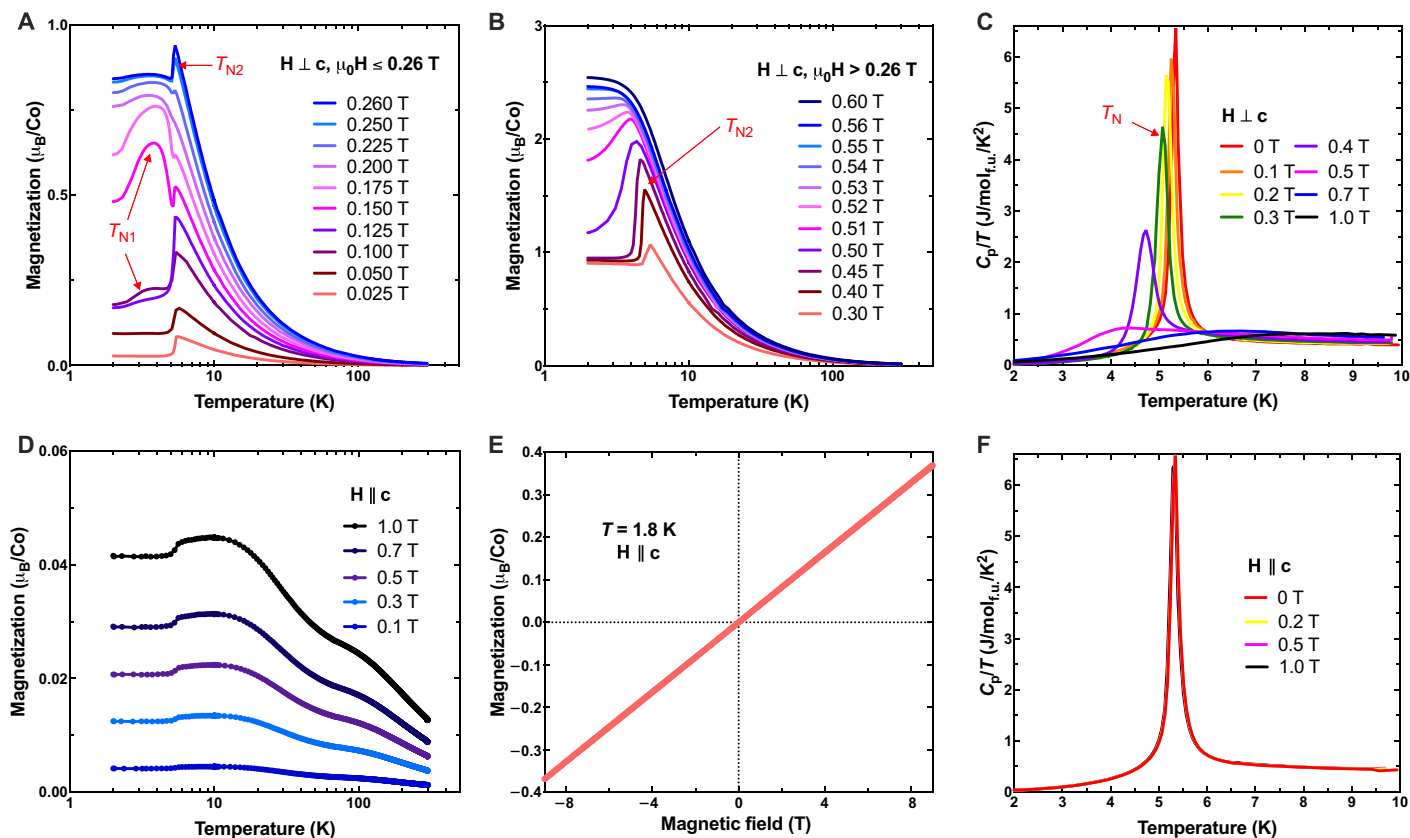 A
Magnetization (μB/Co)
1.0
0.5
0.0
1
10
100
Temperature (K)
TN2
TN1
H ⊥ c, μ0H ≤ 0.26 T
0.260 T
0.250 T
0.225 T
0.200 T
0.175 T
0.150 T
0.125 T
0.100 T
0.050 T
0.025 T
B
Magnetization (μB/Co)
3
2
1
0
1
10
100
Temperature (K)
TN2
H ⊥ c, μ0H > 0.26 T
0.60 T
0.56 T
0.55 T
0.54 T
0.53 T
0.52 T
0.51 T
0.50 T
0.45 T
0.40 T
0.30 T
C
Cp/T (J/molf.u./K2)
6
5
4
3
2
1
0
2 3 4 5 6 7 8 9 10
Temperature (K)
TN
H ⊥ c
0 T 0.4 T
0.1 T 0.5 T
0.2 T 0.7 T
0.3 T 1.0 T
D
Magnetization (μB/Co)
0.06
0.04
0.02
0.00
1
10
100
Temperature (K)
H ǁ c
1.0 T
0.7 T
0.5 T
0.3 T
0.1 T
E
Magnetization (μB/Co)
0.4
0.3
0.2
0.1
0.0
−0.1
−0.2
−0.3
−0.4
−8 −4 0 4 8
Magnetic field (T)
T = 1.8 K
H ǁ c
F
Cp/T (J/molf.u./K2)
6
5
4
3
2
1
0
2 3 4 5 6 7 8 9 10
Temperature (K)
H ǁ c
0 T
0.2 T
0.5 T
1.0 T